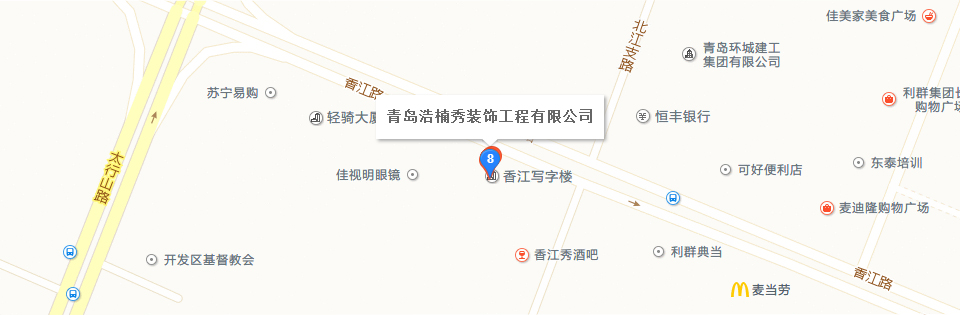 佳美家美食广场
北江支路
青岛环城建工
集团有限公司
苏宁易购
香江路
利群集团长
购物广场
轻骑大厦
青岛浩楠秀装饰工程有限公司
恒丰银行
8
太行山路
佳视明眼镜
香江写字楼
可好便利店
东泰培训
麦迪隆购物广场
开发区基督教会
香江秀酒吧
利群典当
香江路
麦当劳